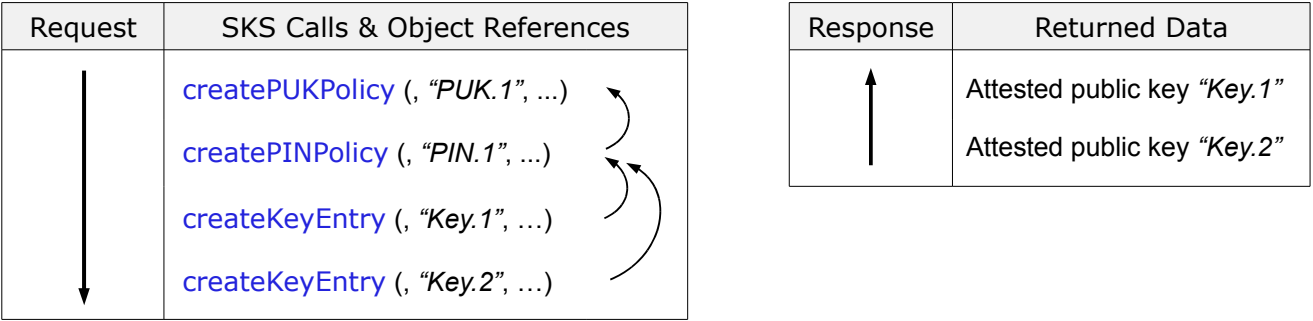 Request SKS Calls & Object References
createPUKPolicy (, “PUK.1”, ...)
createPINPolicy (, “PIN.1”, ...)
createKeyEntry (, “Key.1”, …)
createKeyEntry (, “Key.2”, …)
Response Returned Data
Attested public key “Key.1”
Attested public key “Key.2”